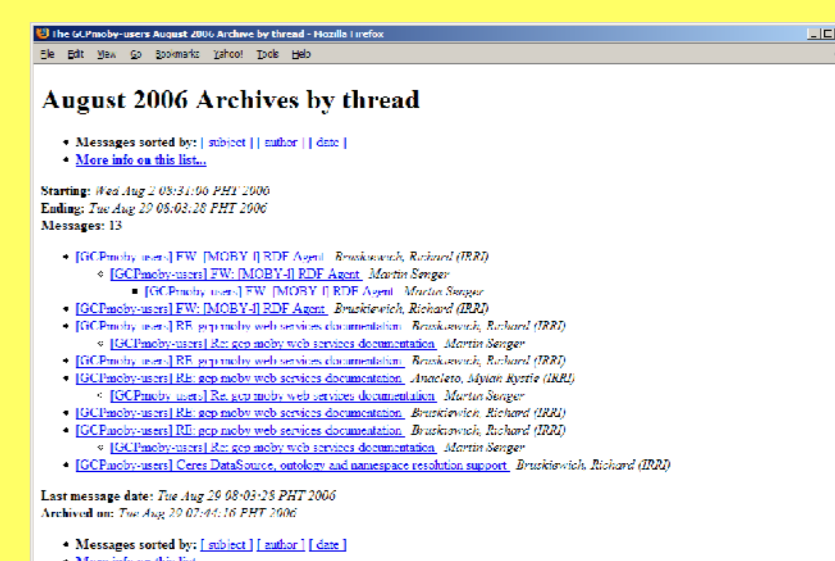 The GCPmoby-users August 2006 Archive by thread - Mozilla Firefox
File Edit View Go Bookmarks Yahoo! Tools Help
August 2006 Archives by thread
• Messages sorted by: [ subject ] [ author ] [ date ]
• More info on this list...
Starting: Wed Aug 2 08:31:06 PHT 2006
Ending: Tue Aug 29 08:03:28 PHT 2006
Messages: 13
• [GCPmoby-users] FW: [MOBY-l] RDF Agent Bruskiewich, Richard (IRRI)
◦ [GCPmoby-users] FW: [MOBY-l] RDF Agent Martin Senger
▪ [GCPmoby-users] FW: [MOBY-l] RDF Agent Martin Senger
• [GCPmoby-users] FW: [MOBY-l] RDF Agent Bruskiewich, Richard (IRRI)
• [GCPmoby-users] RE: gcp moby web services documentation Bruskiewich, Richard (IRRI)
◦ [GCPmoby-users] Re: gcp moby web services documentation Martin Senger
• [GCPmoby-users] RE: gcp moby web services documentation Bruskiewich, Richard (IRRI)
• [GCPmoby-users] RE: gcp moby web services documentation Anacleto, Mylah Rystie (IRRI)
◦ [GCPmoby-users] Re: gcp moby web services documentation Martin Senger
• [GCPmoby-users] RE: gcp moby web services documentation Bruskiewich, Richard (IRRI)
• [GCPmoby-users] RE: gcp moby web services documentation Bruskiewich, Richard (IRRI)
◦ [GCPmoby-users] Re: gcp moby web services documentation Martin Senger
• [GCPmoby-users] Ceres DataSource, ontology and namespace resolution support Bruskiewich, Richard (IRRI)
Last message date: Tue Aug 29 08:03:28 PHT 2006
Archived on: Tue Aug 29 07:44:16 PHT 2006
• Messages sorted by: [ subject ] [ author ] [ date ]
• More info on this list